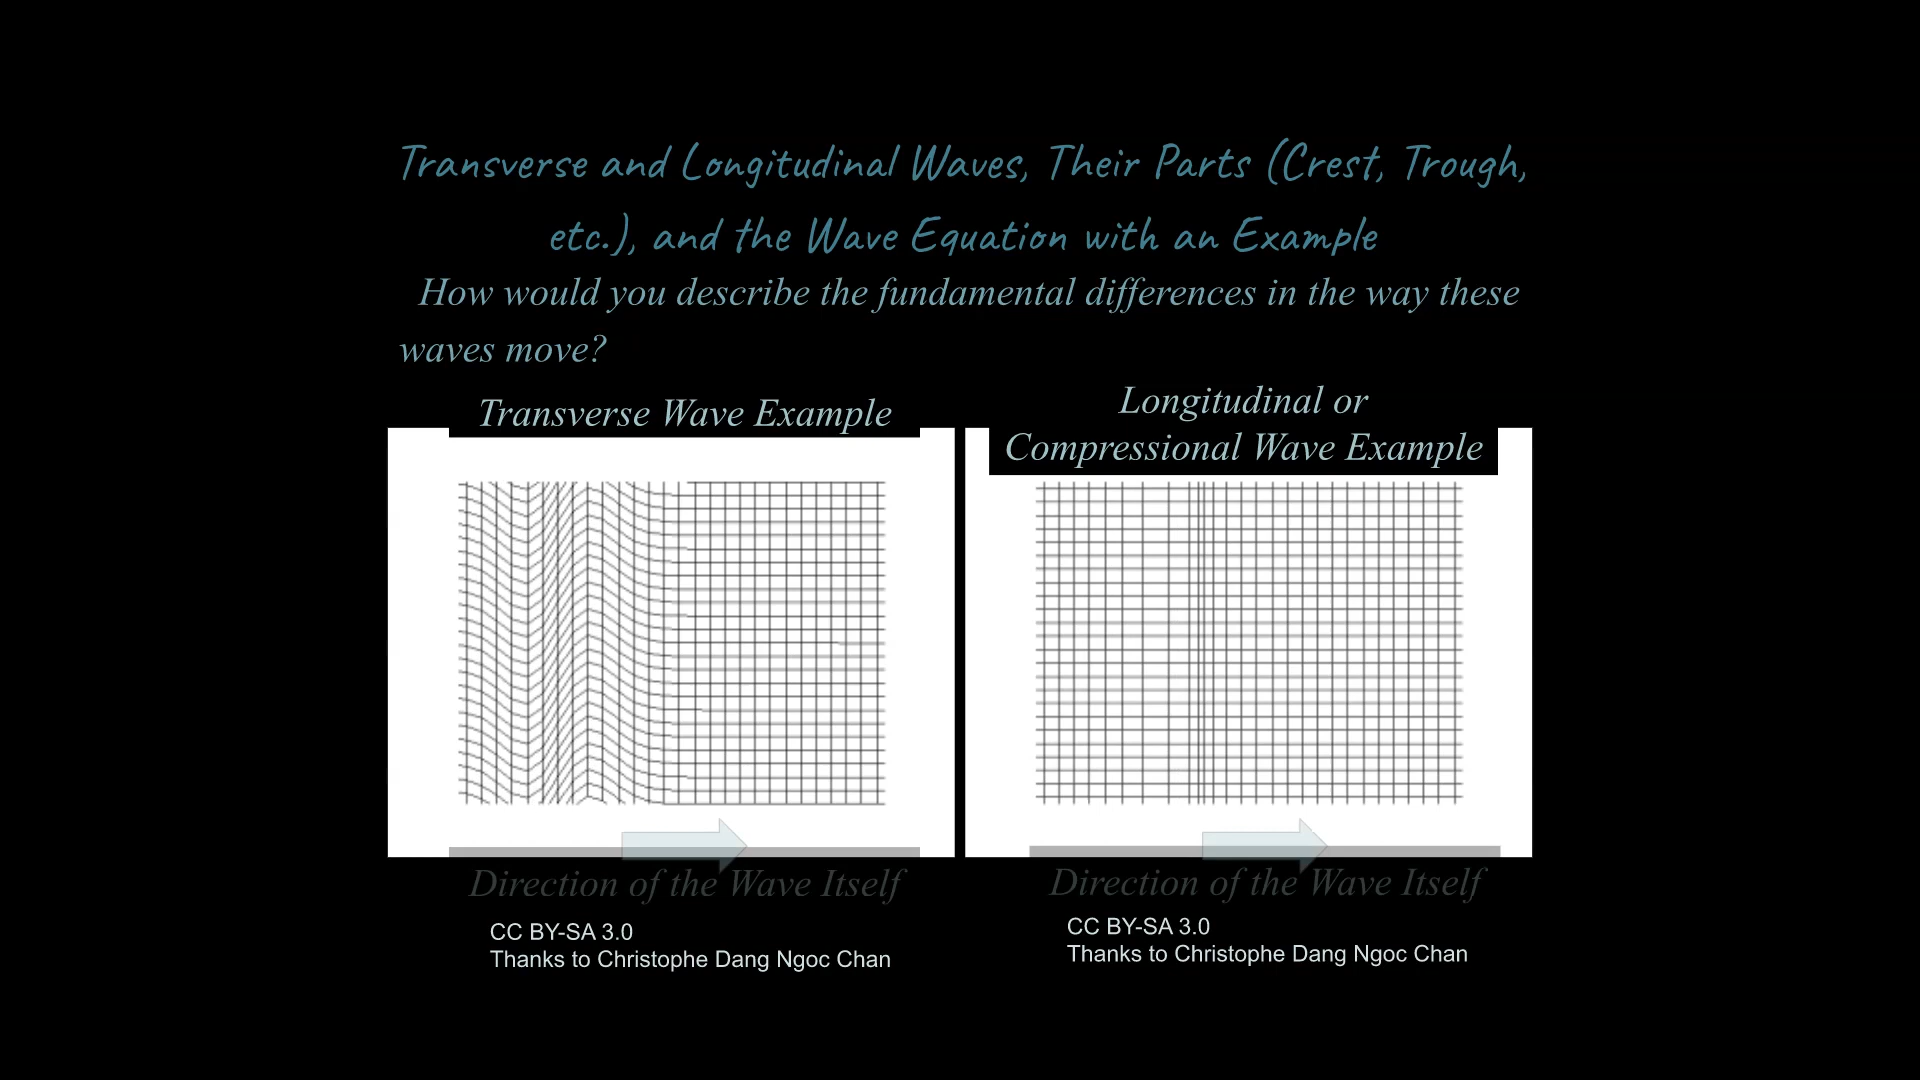 Transverse and Longitudinal Waves, Their Parts (Crest, Trough,
etc.), and the Wave Equation with an Example
How would you describe the fundamental differences in the way these
waves move?
Transverse Wave Example
Longitudinal or
Compressional Wave Example
Direction of the Wave Itself
Direction of the Wave Itself
CC BY-SA 3.0
Thanks to Christophe Dang Ngoc Chan
CC BY-SA 3.0
Thanks to Christophe Dang Ngoc Chan